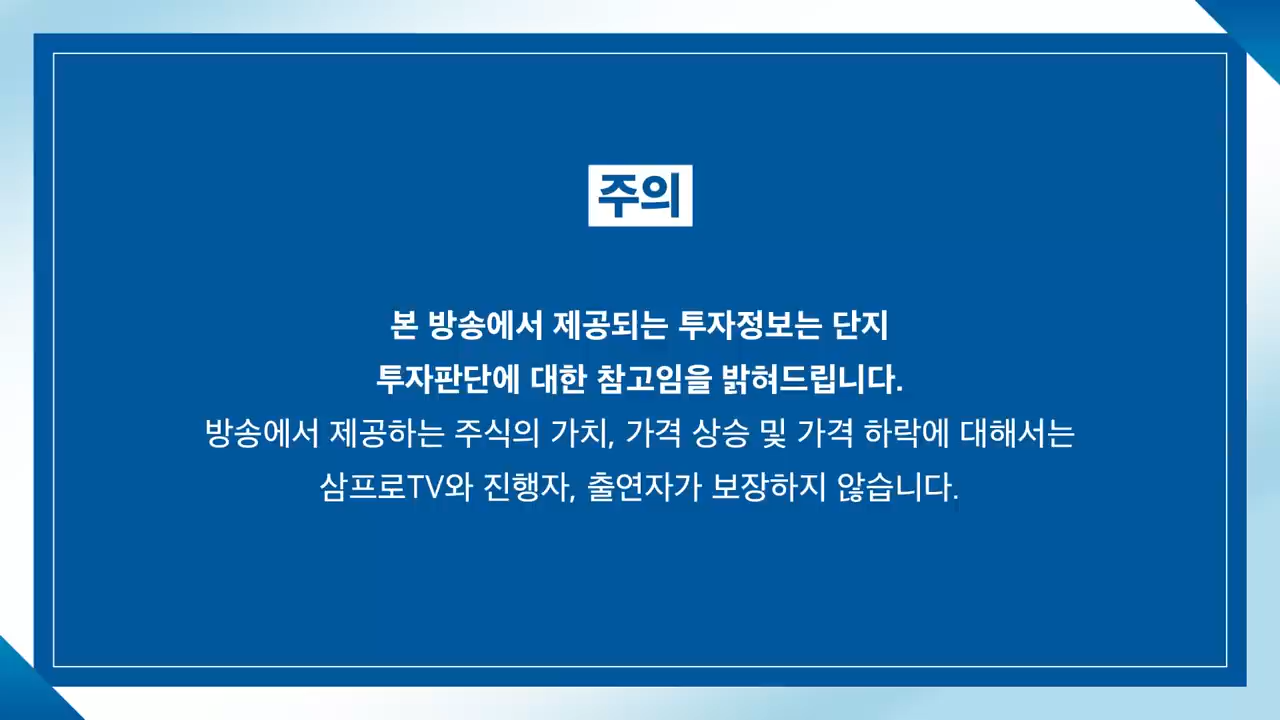 주의
본 방송에서 제공되는 투자정보는 단지
투자판단에 대한 참고임을 밝혀드립니다.
방송에서 제공하는 주식의 가치, 가격 상승 및 가격 하락에 대해서는
삼프로TV와 진행자, 출연자가 보장하지 않습니다.